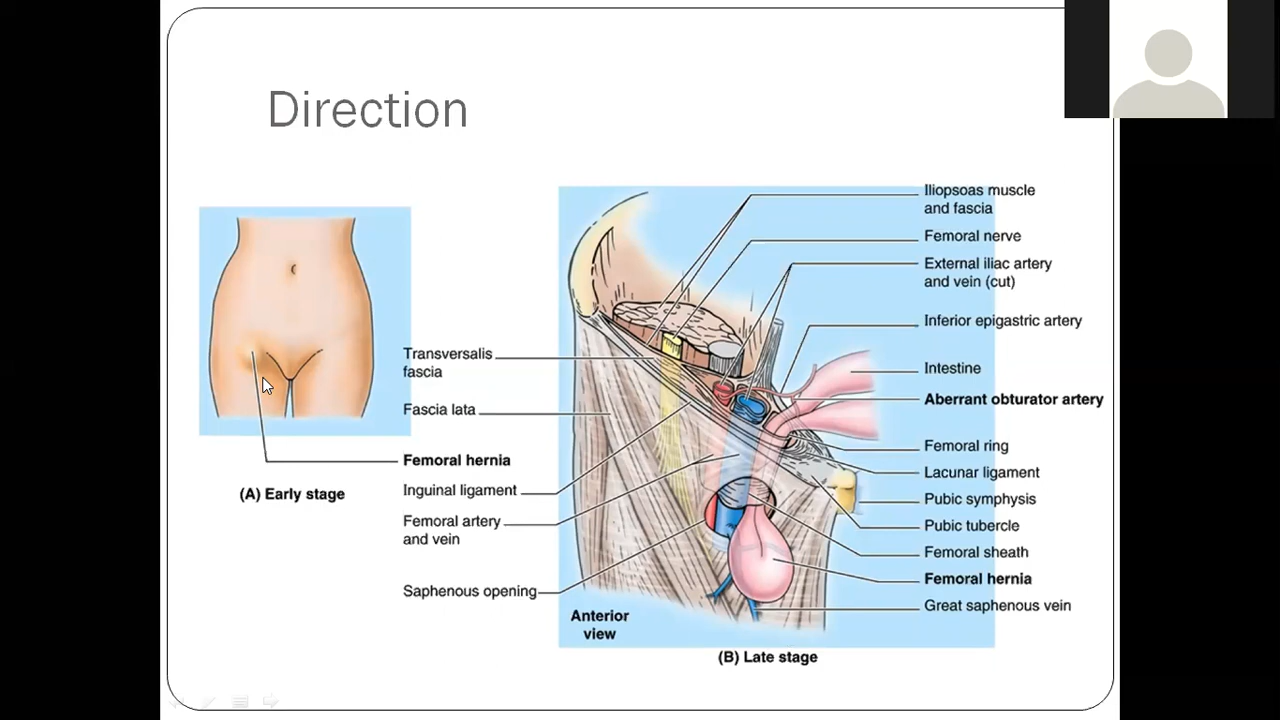 Direction
Transversalis
fascia
Fascia lata
Femoral hernia
(A) Early stage
Inguinal ligament
Femoral artery
and vein
Saphenous opening
Iliopsoas muscle
and fascia
Femoral nerve
External iliac artery
and vein (cut)
Inferior epigastric artery
Intestine
Aberrant obturator artery
Femoral ring
Lacunar ligament
Pubic symphysis
Pubic tubercle
Femoral sheath
Femoral hernia
Great saphenous vein
Anterior
view
(B) Late stage